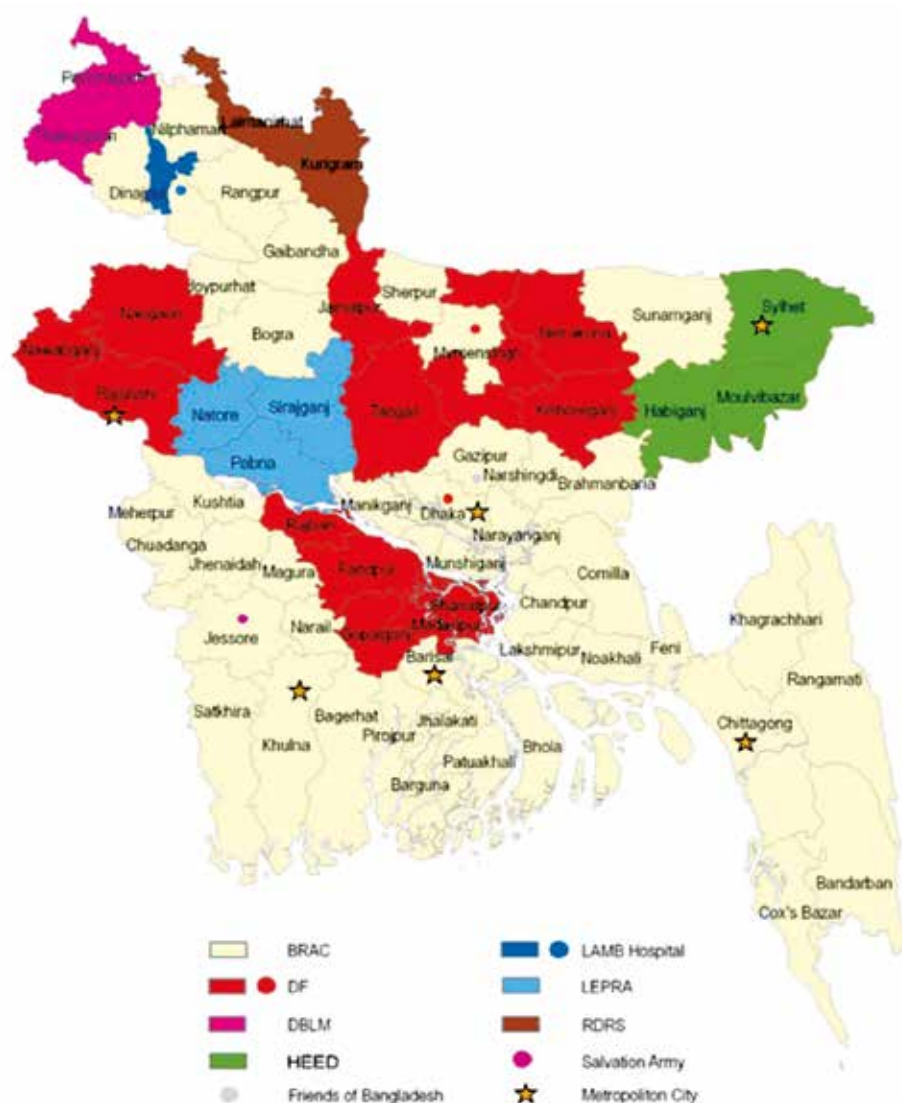 Panchagarh
Thakurgaon
Nilphamari
Lalmanirhat
Kurigram
Dinajpur
Rangpur
Gaibandha
Joypurhat
Sherpur
Jamalpur
Naogaon
Bogra
Mymensingh
Netrakona
Sunamganj
Sylhet
Nawabganj
Rajshahi
Natore
Sirajganj
Tangail
Kishoreganj
Habiganj
Moulvibazar
Pabna
Gazipur
Narshingdi
Brahmanbaria
Kushtia
Manikganj
Dhaka
Meherpur
Rajbari
Narayanganj
Chuadanga
Jhenaidah
Magura
Faridpur
Munshiganj
Comilla
Shariatpur
Chandpur
Khagrachhari
Jessore
Narail
Gopalganj
Madaripur
Barisal
Lakshmipur
Noakhali
Feni
Rangamati
Satkhira
Bagerhat
Jhalakati
Chittagong
Khulna
Pirojpur
Bhola
Patuakhali
Barguna
Bandarban
Cox's Bazar
BRAC
LAMB Hospital
DF
LEPRA
DBLM
RDRS
HEED
Salvation Army
Friends of Bangladesh
Metropoliton City